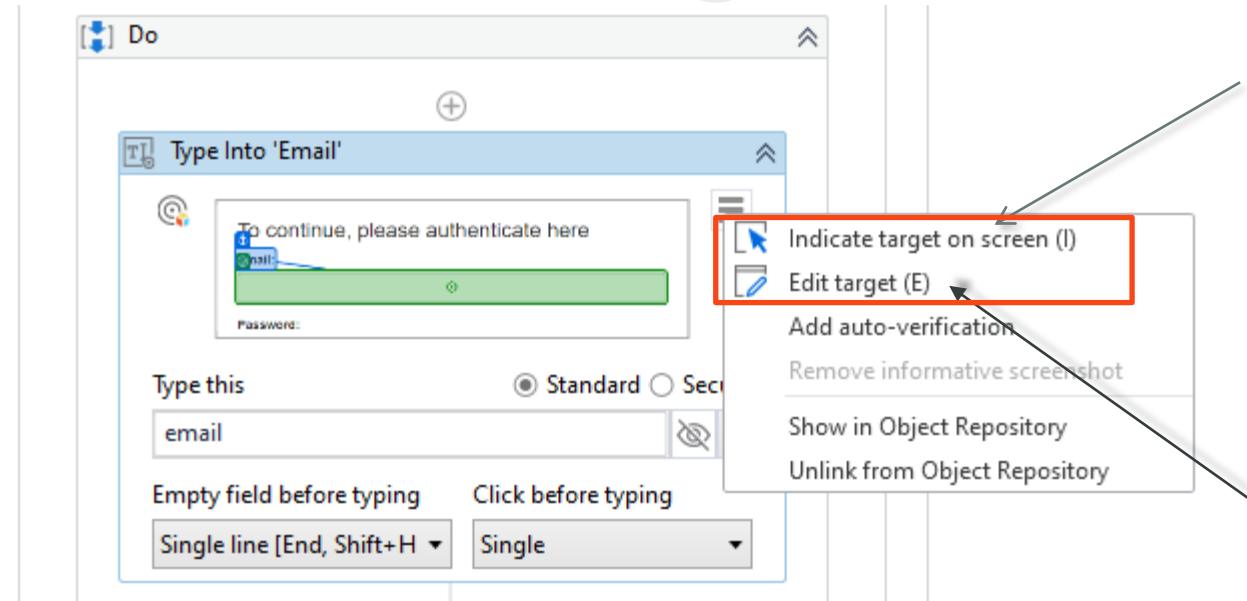 Do
Type Into 'Email'
To continue, please authenticate here
Password:
Indicate target on screen (I)
Edit target (E)
Add auto-verification
Remove informative screenshot
Show in Object Repository
Unlink from Object Repository
Type this
Standard
email
Empty field before typing
Click before typing
Single line [End, Shift+H
Single